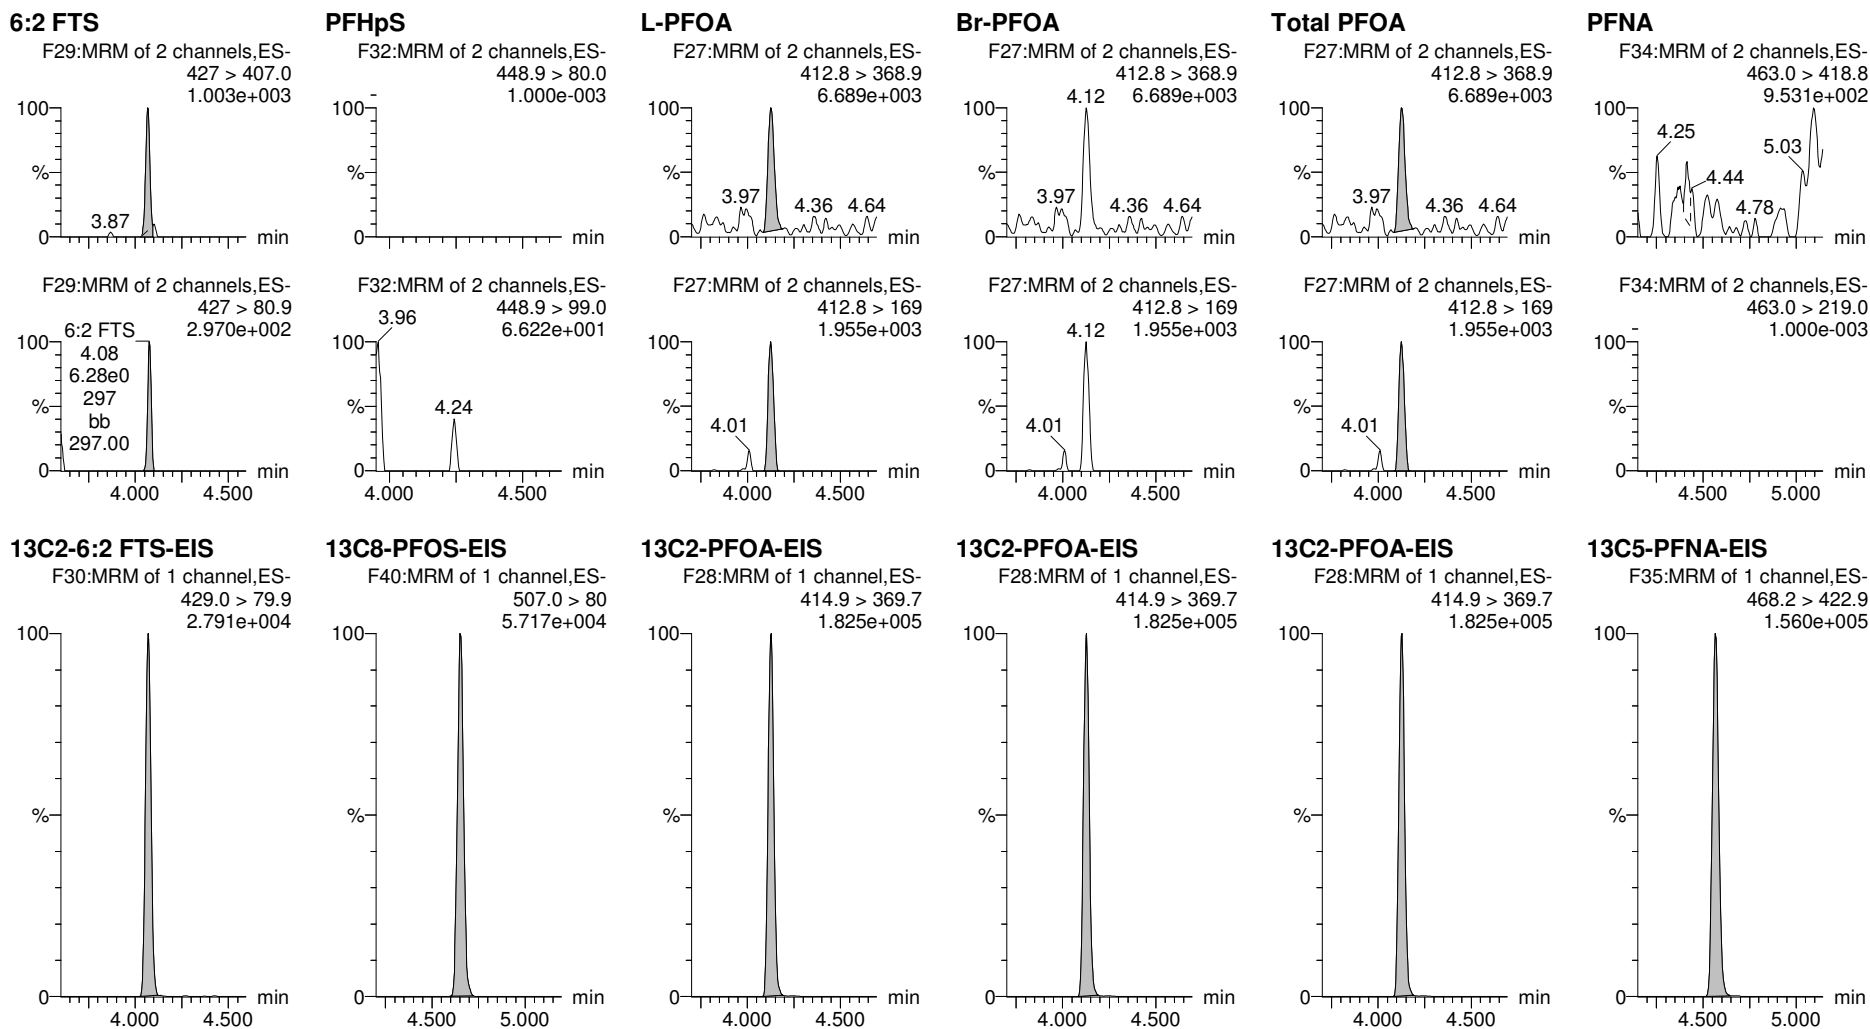 6:2 FTS
F29:MRM of 2 channels,ES-
427 > 407.0
1.003e+003
100
%
3.87
0
min
F29:MRM of 2 channels,ES-
427 > 80.9
2.970e+002
6:2 FTS
4.08
6.28e0
297
bb
297.00
100
%
0
min
4.000 4.500
PFHpS
F32:MRM of 2 channels,ES-
448.9 > 80.0
1.000e-003
100
%
0
min
F32:MRM of 2 channels,ES-
448.9 > 99.0
6.622e+001
3.96
100
4.24
%
0
min
4.000 4.500
L-PFOA
F27:MRM of 2 channels,ES-
412.8 > 368.9
6.689e+003
100
%
3.97 4.36 4.64
0
min
F27:MRM of 2 channels,ES-
412.8 > 169
1.955e+003
100
%
4.01
0
min
4.000 4.500
Br-PFOA
F27:MRM of 2 channels,ES-
412.8 > 368.9
4.12 6.689e+003
100
%
3.97 4.36 4.64
0
min
F27:MRM of 2 channels,ES-
412.8 > 169
4.12 1.955e+003
100
%
4.01
0
min
4.000 4.500
Total PFOA
F27:MRM of 2 channels,ES-
412.8 > 368.9
6.689e+003
100
%
3.97 4.36 4.64
0
min
F27:MRM of 2 channels,ES-
412.8 > 169
1.955e+003
100
%
4.01
0
min
4.000 4.500
PFNA
F34:MRM of 2 channels,ES-
463.0 > 418.8
9.531e+002
100
4.25
5.03
%
4.44
4.78
0
min
F34:MRM of 2 channels,ES-
463.0 > 219.0
1.000e-003
100
%
0
min
4.500 5.000
13C2-6:2 FTS-EIS
F30:MRM of 1 channel,ES-
429.0 > 79.9
2.791e+004
100
%
0
min
4.000 4.500
13C8-PFOS-EIS
F40:MRM of 1 channel,ES-
507.0 > 80
5.717e+004
100
%
0
min
4.500 5.000
13C2-PFOA-EIS
F28:MRM of 1 channel,ES-
414.9 > 369.7
1.825e+005
100
%
0
min
4.000 4.500
13C2-PFOA-EIS
F28:MRM of 1 channel,ES-
414.9 > 369.7
1.825e+005
100
%
0
min
4.000 4.500
13C2-PFOA-EIS
F28:MRM of 1 channel,ES-
414.9 > 369.7
1.825e+005
100
%
0
min
4.000 4.500
13C5-PFNA-EIS
F35:MRM of 1 channel,ES-
468.2 > 422.9
1.560e+005
100
%
0
min
4.500 5.000